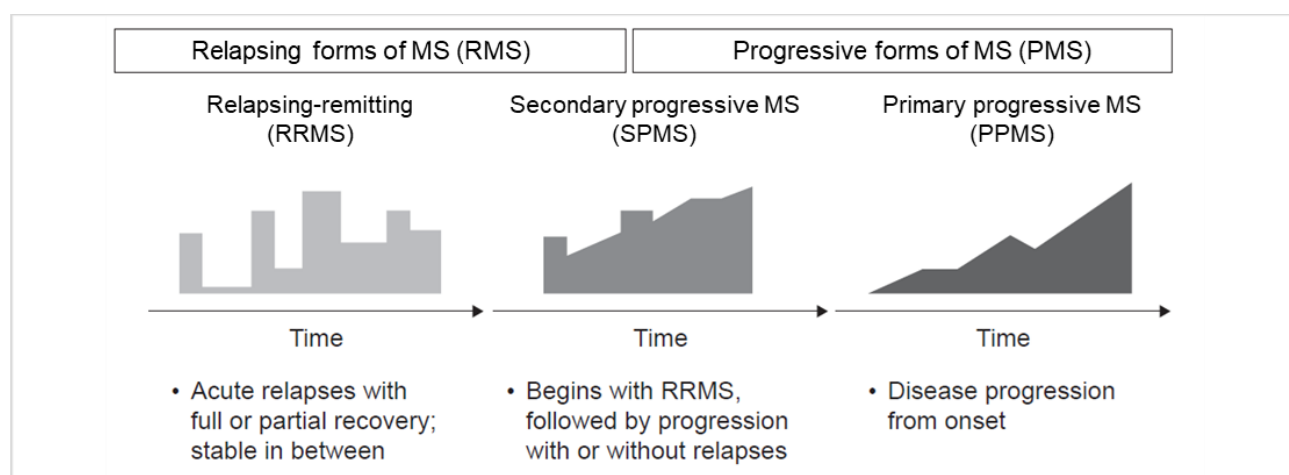 Relapsing forms of MS (RMS)
Progressive forms of MS (PMS)
Relapsing-remitting
(RRMS)
Secondary progressive MS
(SPMS)
Primary progressive MS
(PPMS)
Time
Time
Time
• Acute relapses with
full or partial recovery;
stable in between
• Begins with RRMS,
followed by progression
with or without relapses
• Disease progression
from onset